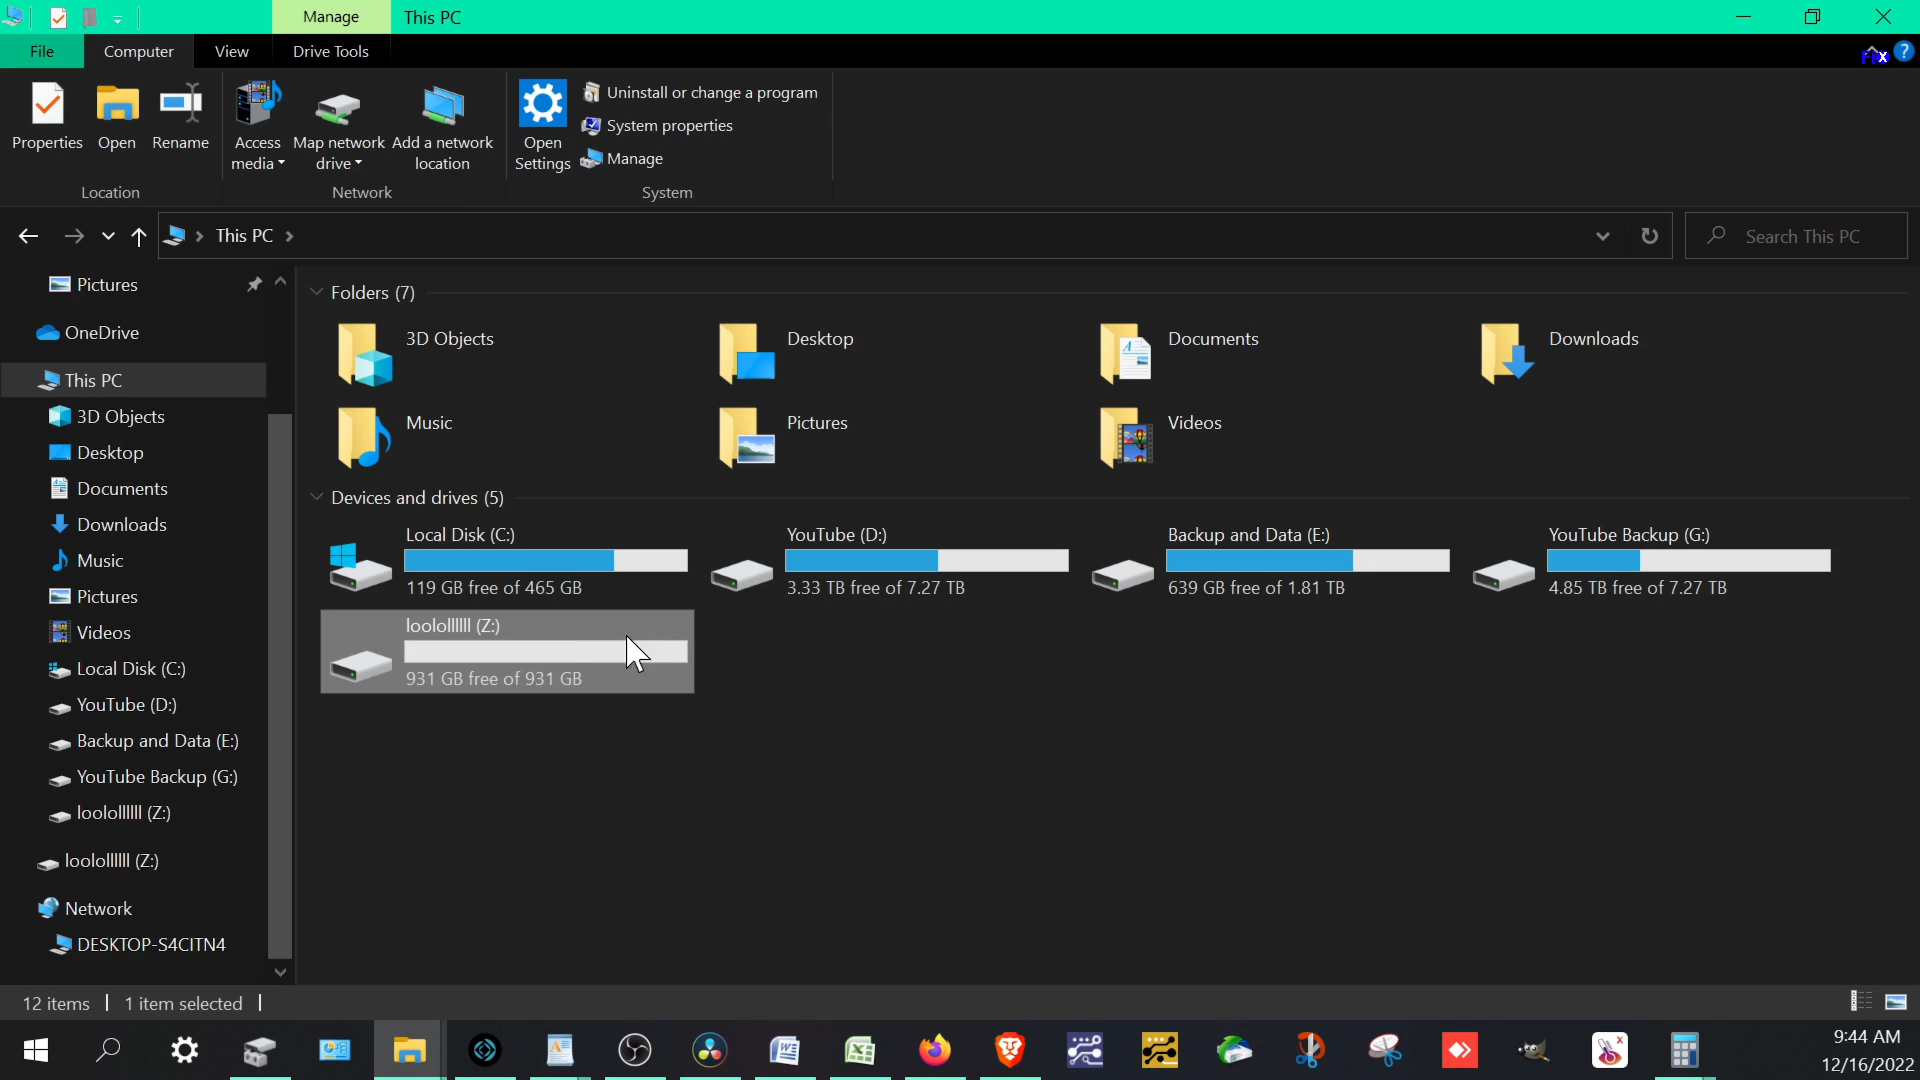 Manage
This PC
File
Computer
View
Drive Tools
?
Properties
Open
Rename
Access
media
Map network
drive
Add a network
location
Open
Settings
Uninstall or change a program
System properties
Manage
Location
Network
System
This PC
Search This PC
Pictures
OneDrive
This PC
3D Objects
Desktop
Documents
Downloads
Music
Pictures
Videos
Local Disk (C:)
YouTube (D:)
Backup and Data (E:)
YouTube Backup (G:)
loolollllll (Z:)
loolollllll (Z:)
Network
DESKTOP-S4CITN4
Folders (7)
3D Objects
Desktop
Documents
Downloads
Music
Pictures
Videos
Devices and drives (5)
Local Disk (C:)
119 GB free of 465 GB
YouTube (D:)
3.33 TB free of 7.27 TB
Backup and Data (E:)
639 GB free of 1.81 TB
YouTube Backup (G:)
4.85 TB free of 7.27 TB
loolollllll (Z:)
931 GB free of 931 GB
12 items
1 item selected
9:44 AM
12/16/2022